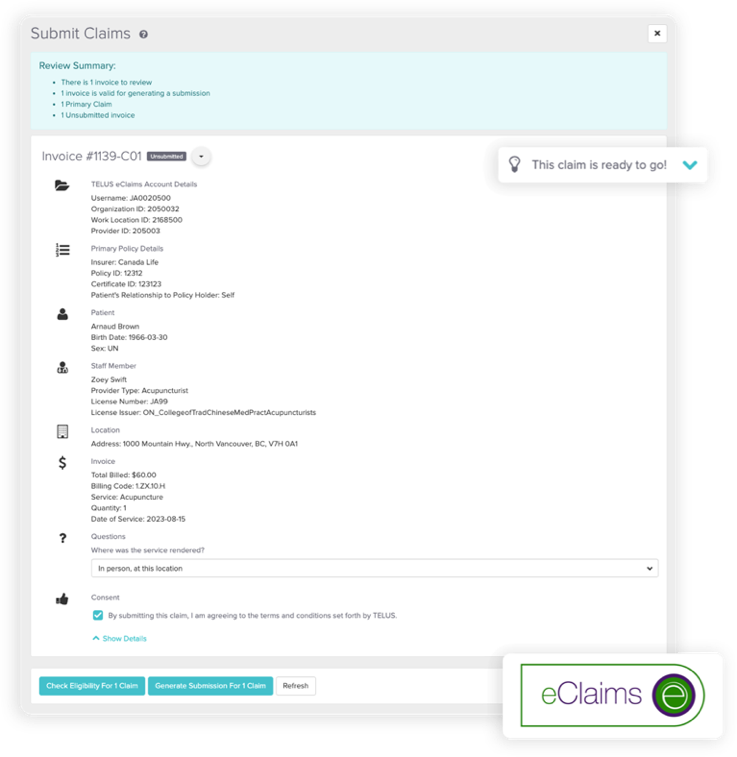 Submit Claims ?
Review Summary:
• There is 1 invoice to review
• 1 invoice is valid for generating a submission
• 1 Primary Claim
• 1 Unsubmitted invoice
Invoice #1139-C01 Unsubmitted
This claim is ready to go!
TELUS eClaims Account Details
Username: JA0020500
Organization ID: 2050032
Work Location ID: 2168500
Provider ID: 205003
Primary Policy Details
Insurer: Canada Life
Policy ID: 12312
Certificate ID: 123123
Patient's Relationship to Policy Holder: Self
Patient
Arnaud Brown
Birth Date: 1966-03-30
Sex: UN
Staff Member
Zoey Swift
Provider Type: Acupuncturist
License Number: JA99
License Issuer: ON_CollegeofTradChineseMedPractAcupuncturists
Location
Address: 1000 Mountain Hwy., North Vancouver, BC, V7H 0A1
$ Invoice
Total Billed: $60.00
Billing Code: 1.ZX.10.H
Service: Acupuncture
Quantity: 1
Date of Service: 2023-08-15
? Questions
Where was the service rendered?
In person, at this location
Consent
By submitting this claim, I am agreeing to the terms and conditions set forth by TELUS.
Show Details
Check Eligibility For 1 Claim Generate Submission For 1 Claim Refresh
eClaims e